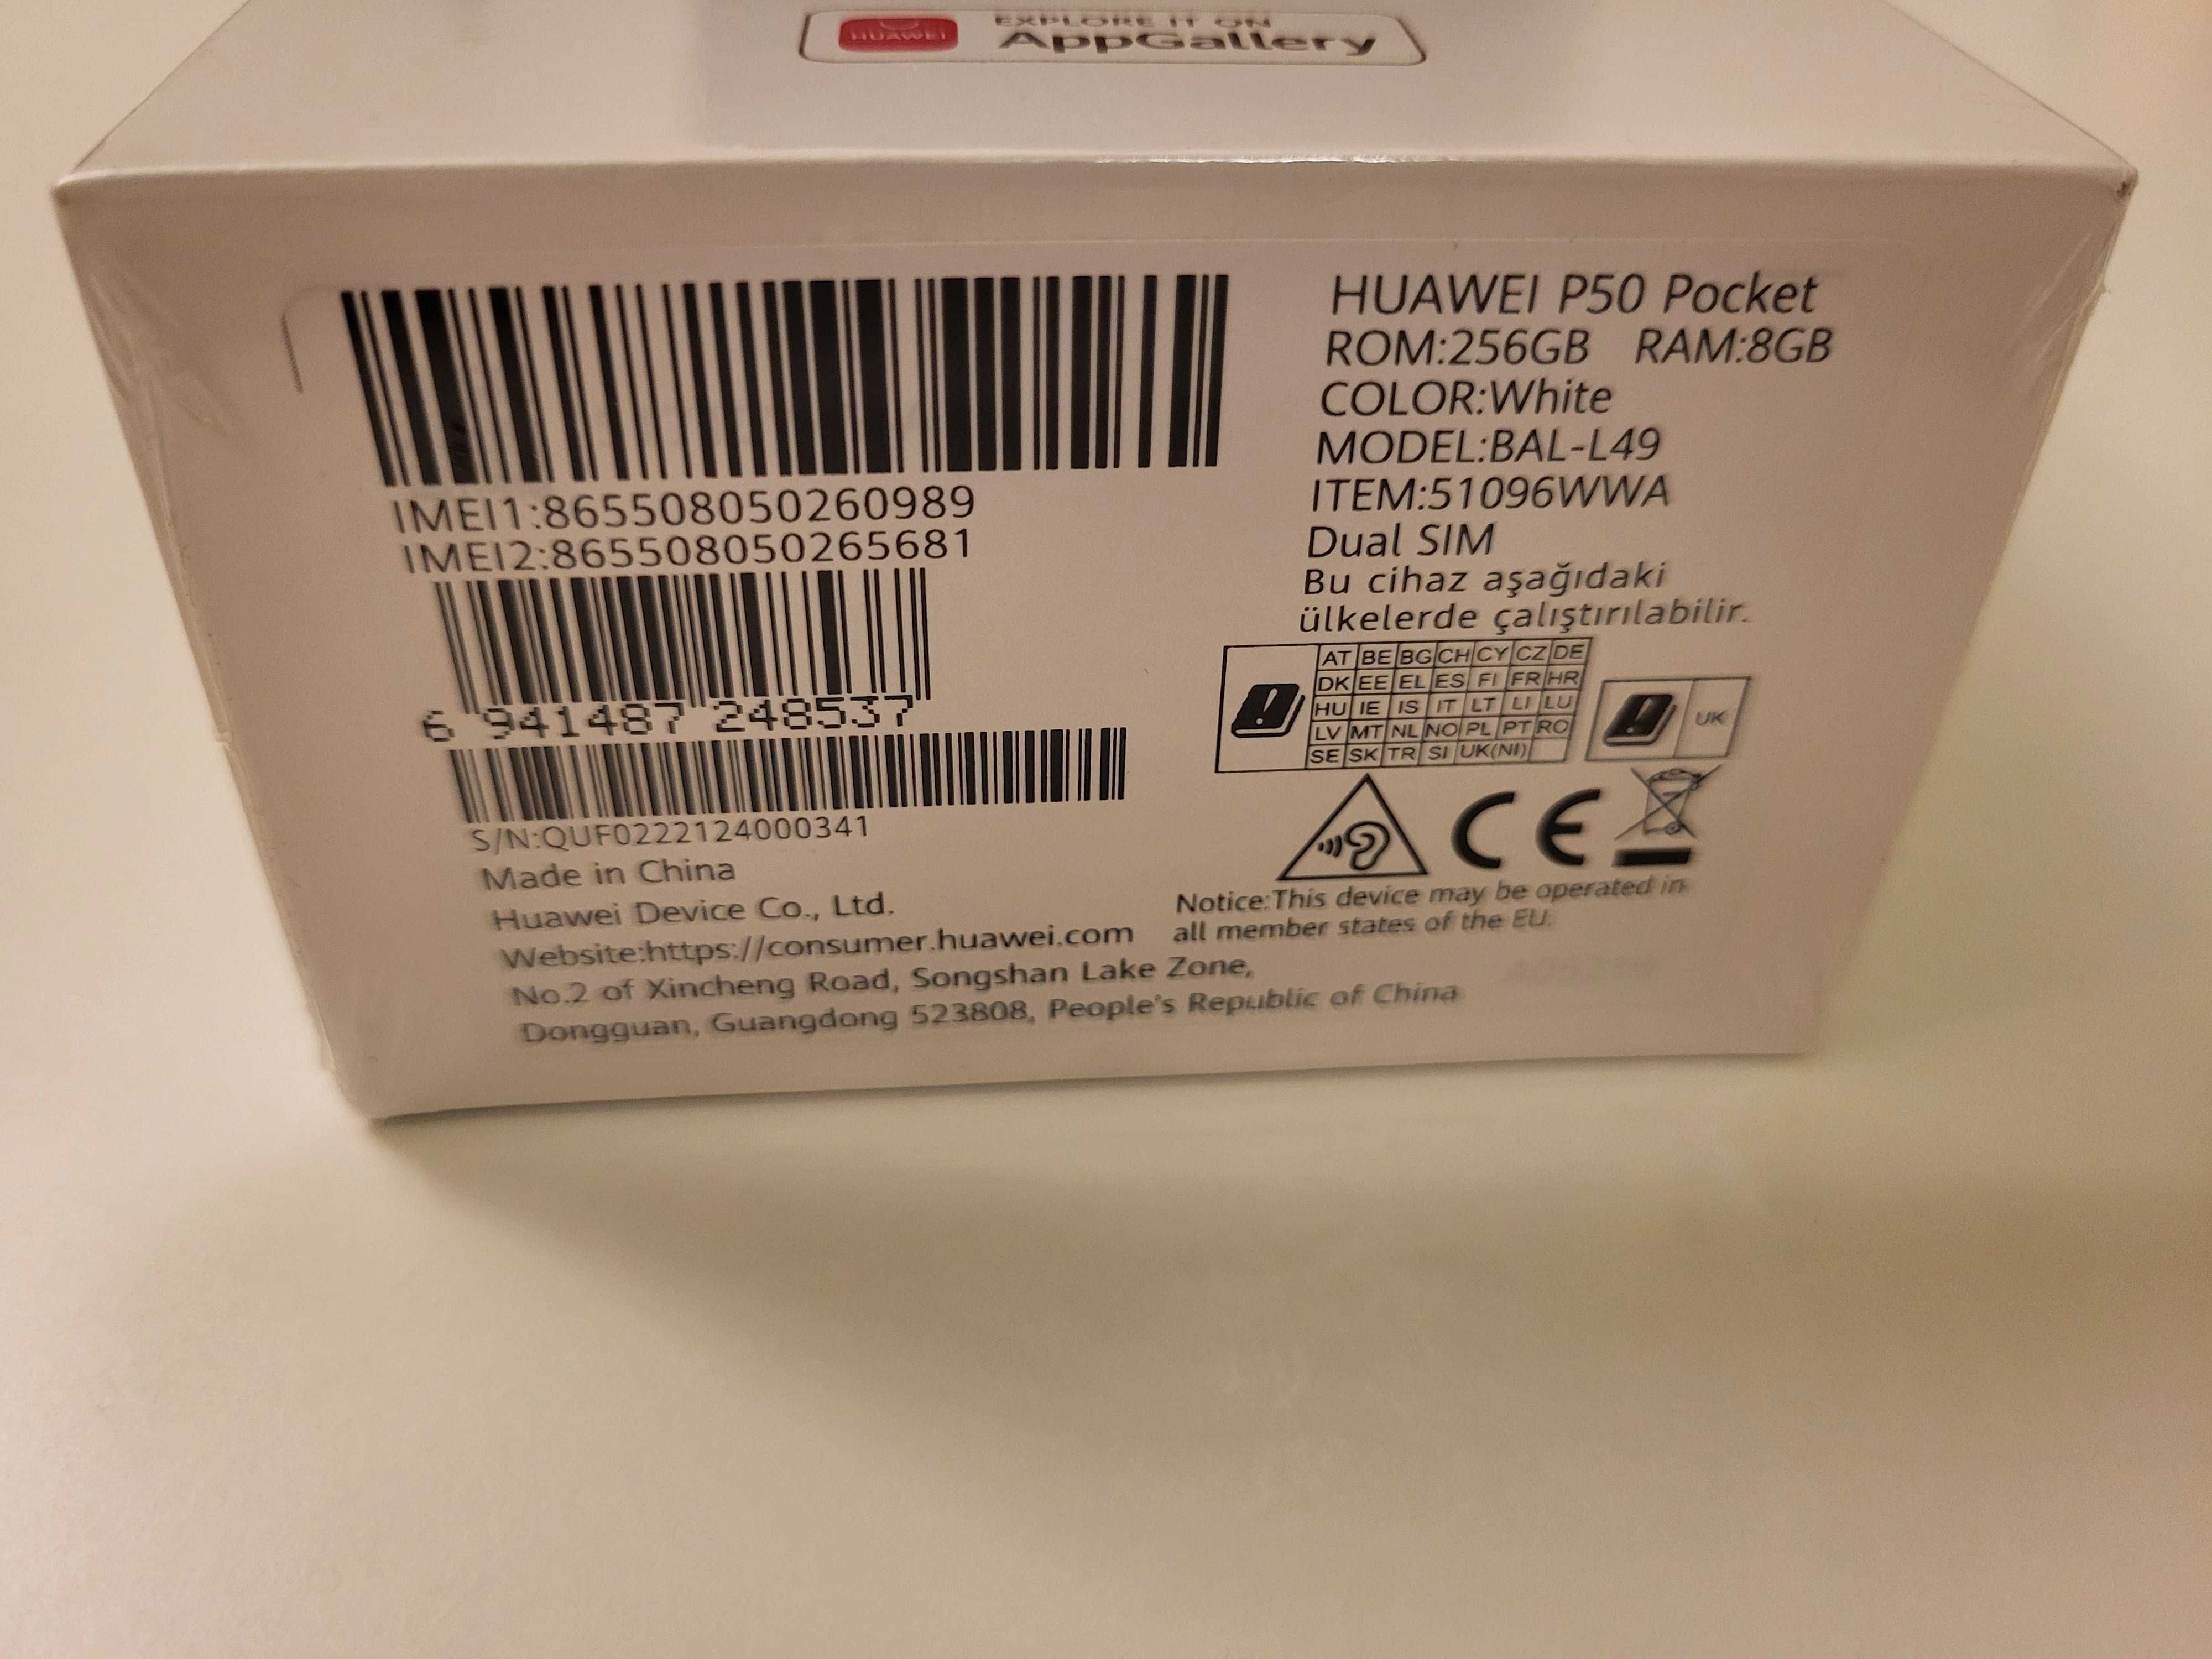 HUAWEI
EXPLORE IT ON
AppGallery
IMEI1:865508050260989
IMEI2:865508050265681
6 941487 248537
S/N:QUF0222124000341
Made in China
Huawei Device Co., Ltd.
Website:https://consumer.huawei.com
No.2 of Xincheng Road, Songshan Lake Zone,
Dongguan, Guangdong 523808, People's Republic of China
HUAWEI P50 Pocket
ROM:256GB RAM:8GB
COLOR:White
MODEL:BAL-L49
ITEM:51096WWA
Dual SIM
Bu cihaz aşağıdaki
ülkelerde çalıştırılabilir.
AT BE BG CH CY CZ DE
DK EE EL ES FI FR HR
HU IE IS IT LT LI LU
LV MT NL NO PL PT RO
SE SK TR SI UK(NI)
UK
CE
Notice:This device may be operated in
all member states of the EU.